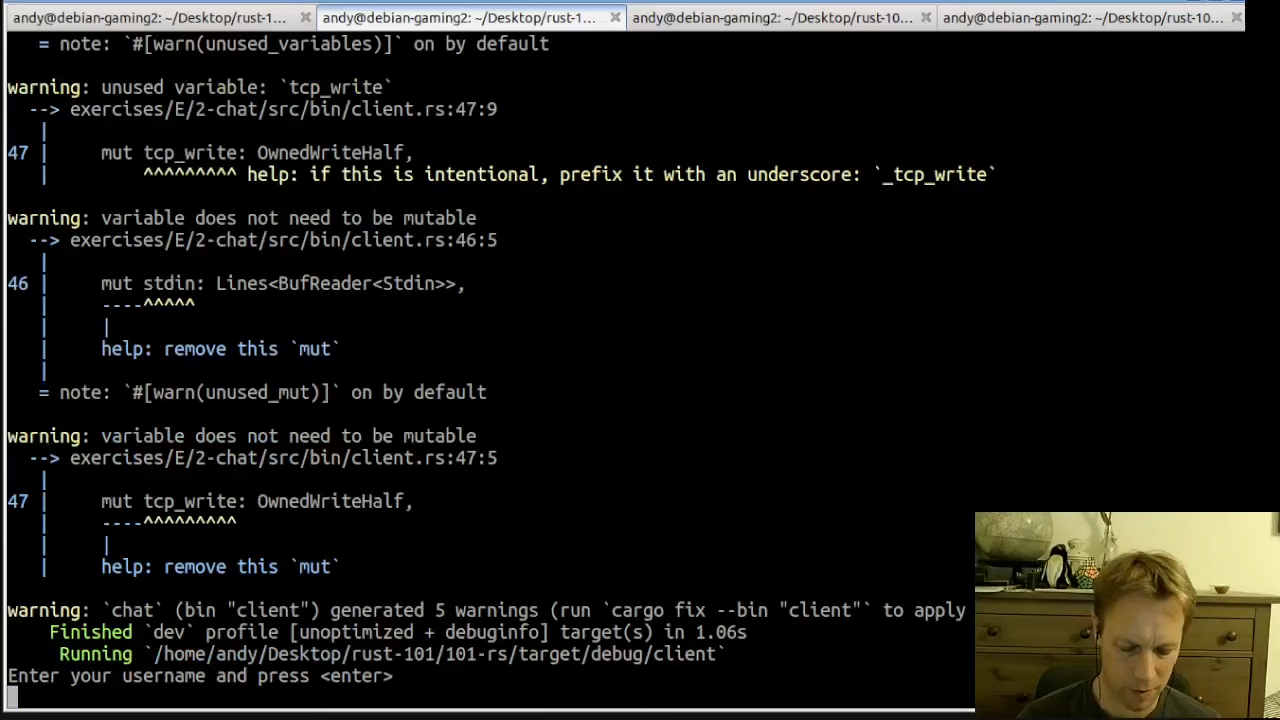 andy@debian-gaming2: ~/Desktop/rust-1... × andy@debian-gaming2: ~/Desktop/rust-1... × andy@debian-gaming2: ~/Desktop/rust-10... × andy@debian-gaming2: ~/Desktop/rust-10... ×
= note: `#[warn(unused_variables)]` on by default
warning: unused variable: `tcp_write`
--> exercises/E/2-chat/src/bin/client.rs:47:9
|
47 | mut tcp_write: OwnedWriteHalf,
| ^^^^^^^^^ help: if this is intentional, prefix it with an underscore: `_tcp_write`
warning: variable does not need to be mutable
--> exercises/E/2-chat/src/bin/client.rs:46:5
|
46 | mut stdin: Lines<BufReader<Stdin>>,
| ----^^^^^
| |
| help: remove this `mut`
|
= note: `#[warn(unused_mut)]` on by default
warning: variable does not need to be mutable
--> exercises/E/2-chat/src/bin/client.rs:47:5
|
47 | mut tcp_write: OwnedWriteHalf,
| ----^^^^^^^^^
| |
| help: remove this `mut`
warning: `chat` (bin "client") generated 5 warnings (run `cargo fix --bin "client"` to apply
Finished `dev` profile [unoptimized + debuginfo] target(s) in 1.06s
Running `/home/andy/Desktop/rust-101/101-rs/target/debug/client`
Enter your username and press <enter>